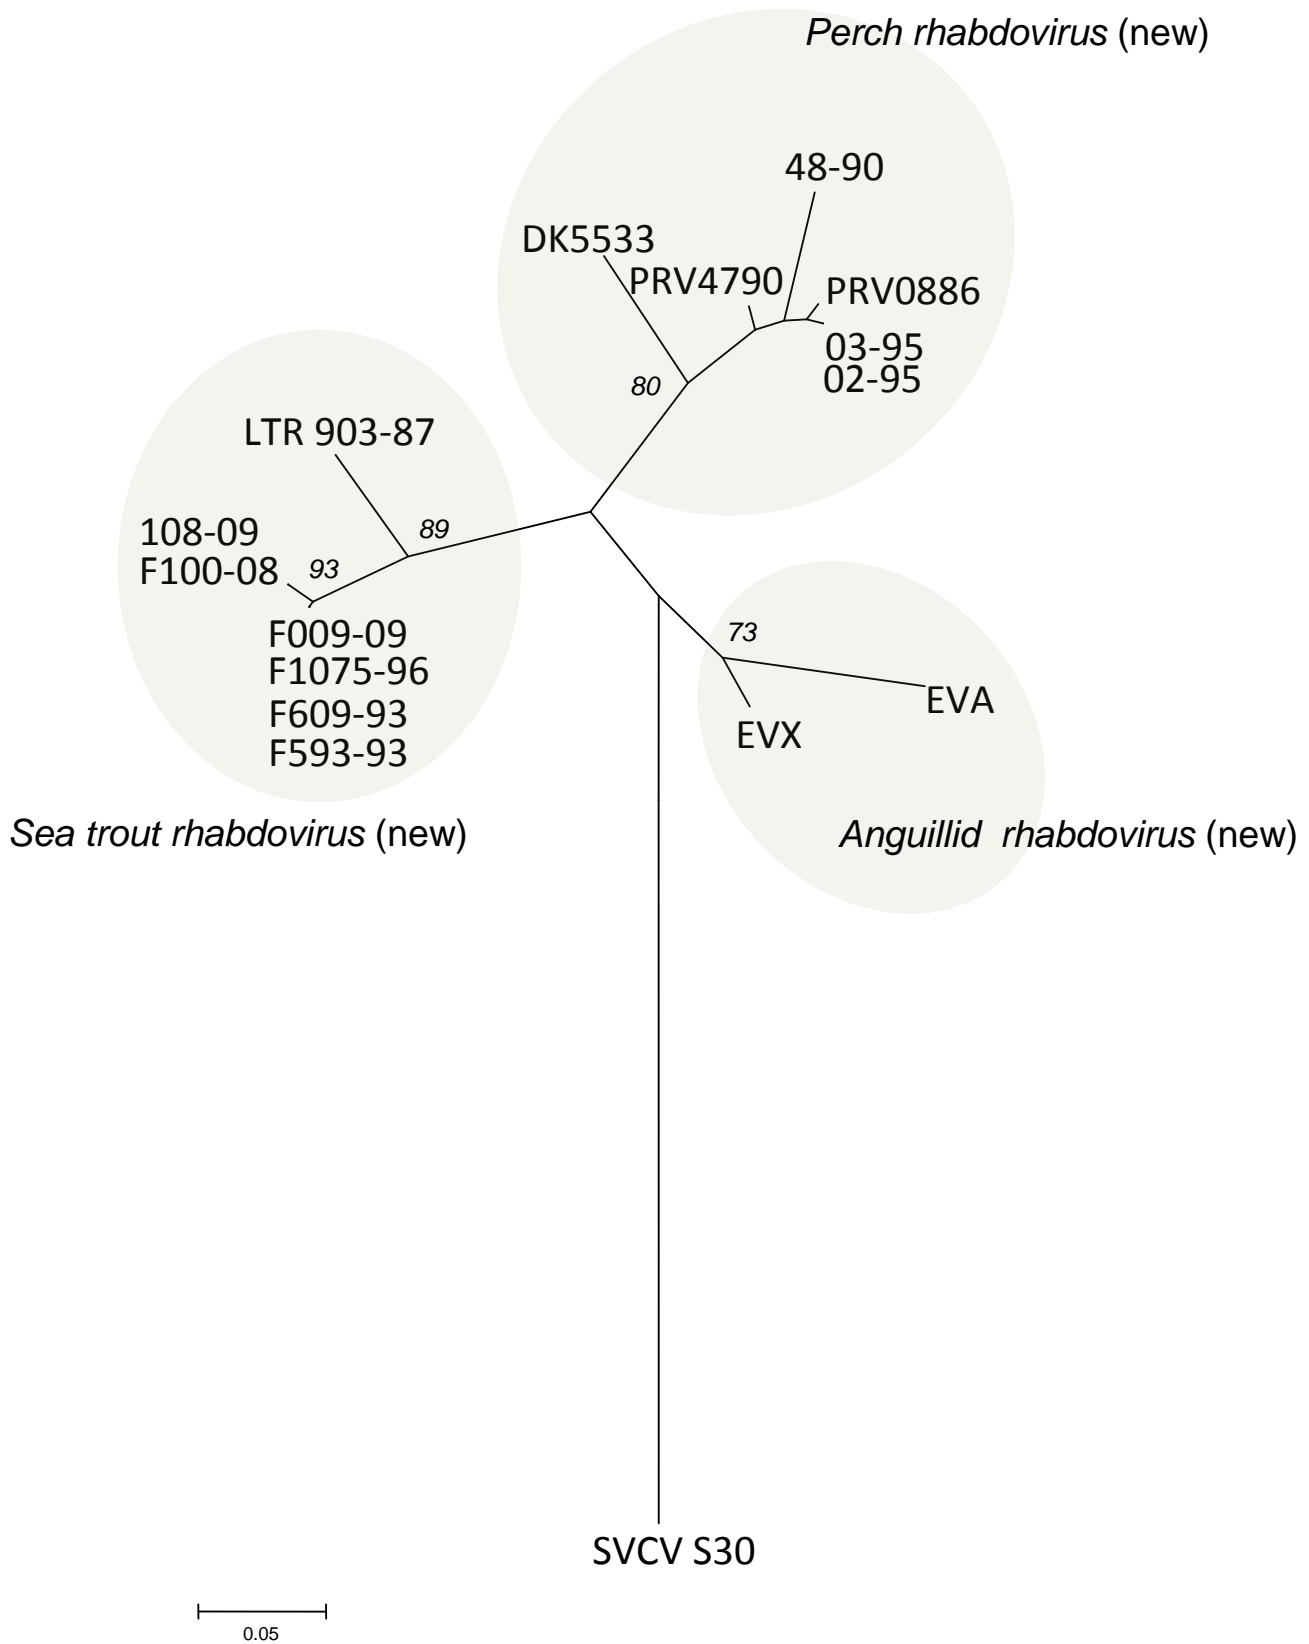 Perch rhabdovirus (new)
48-90
DK5533
PRV4790
PRV0886
03-95
02-95
80
LTR 903-87
89
108-09
F100-08
93
F009-09
F1075-96
F609-93
F593-93
73
EVA
EVX
Sea trout rhabdovirus (new)
Anguillid rhabdovirus (new)
SVCV S30
0.05